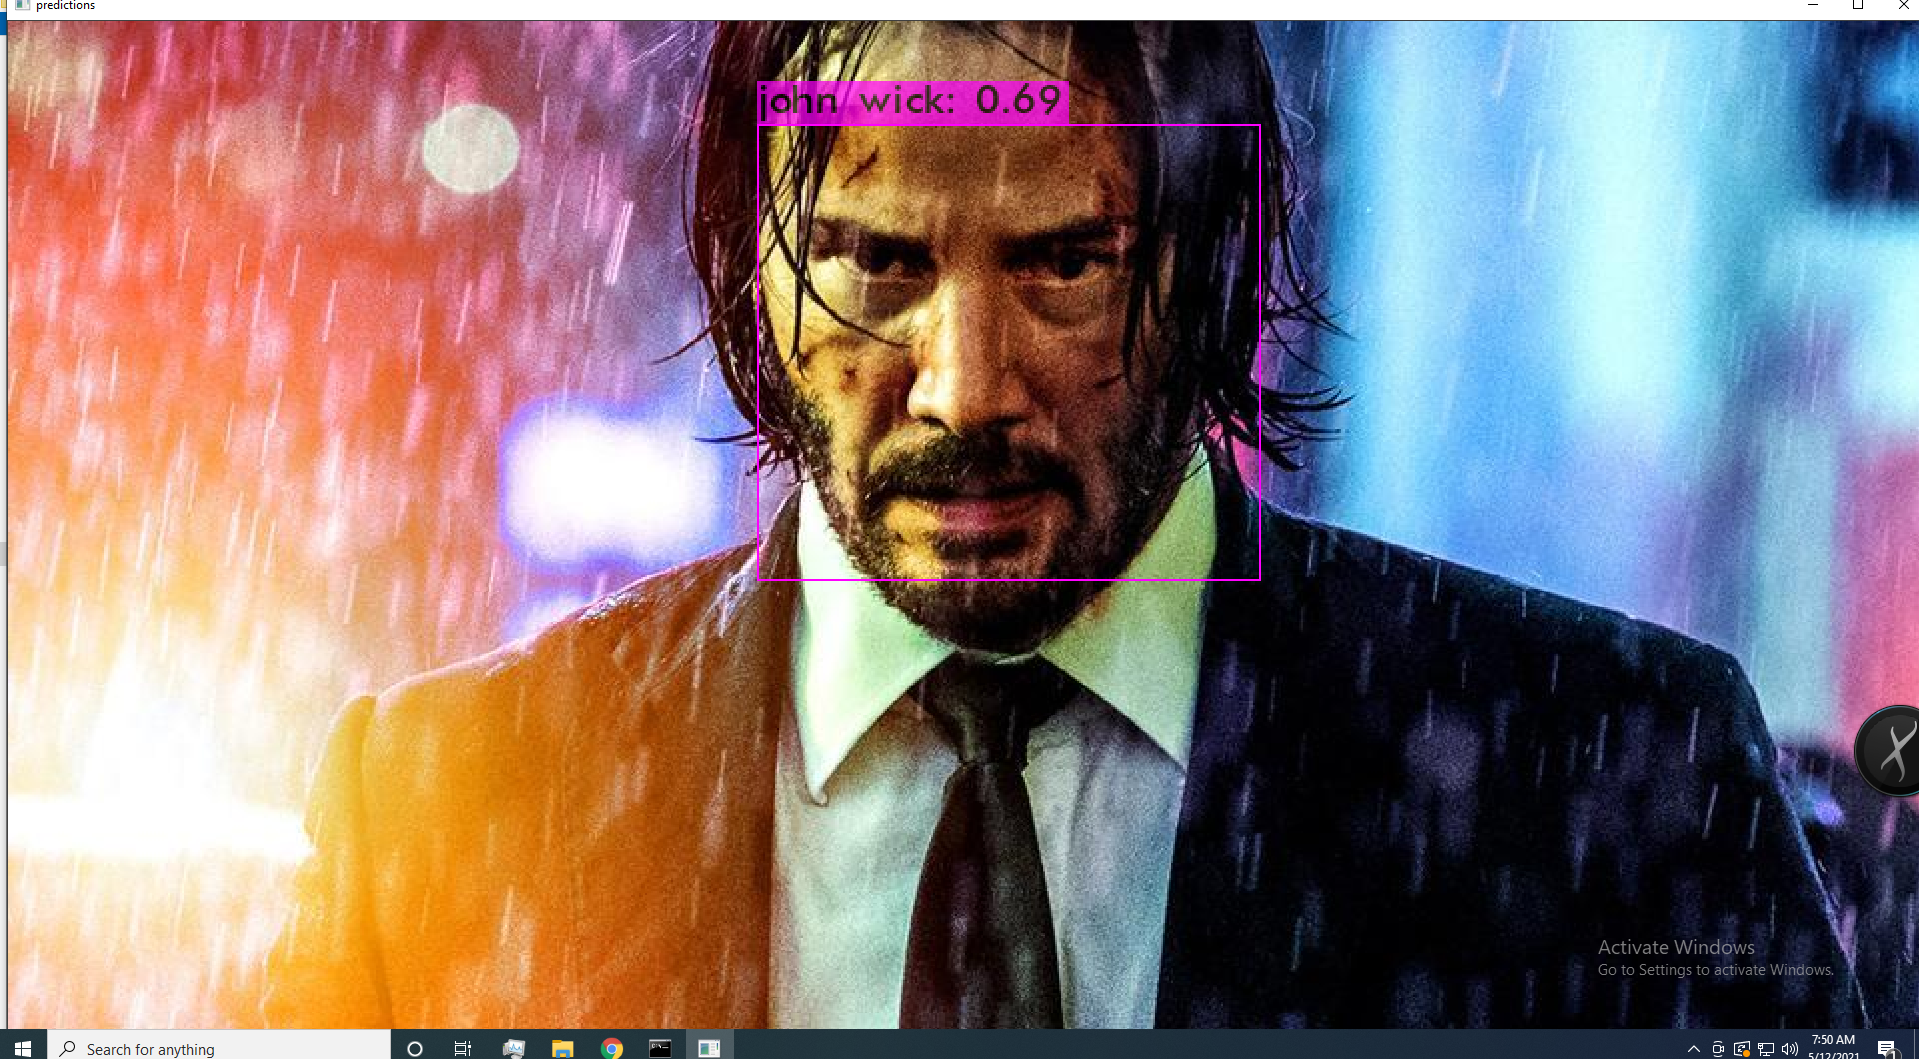 predictions
john wick: 0.69
Activate Windows
Go to Settings to activate Windows.
Search for anything
7:50 AM
5/12/2021
1